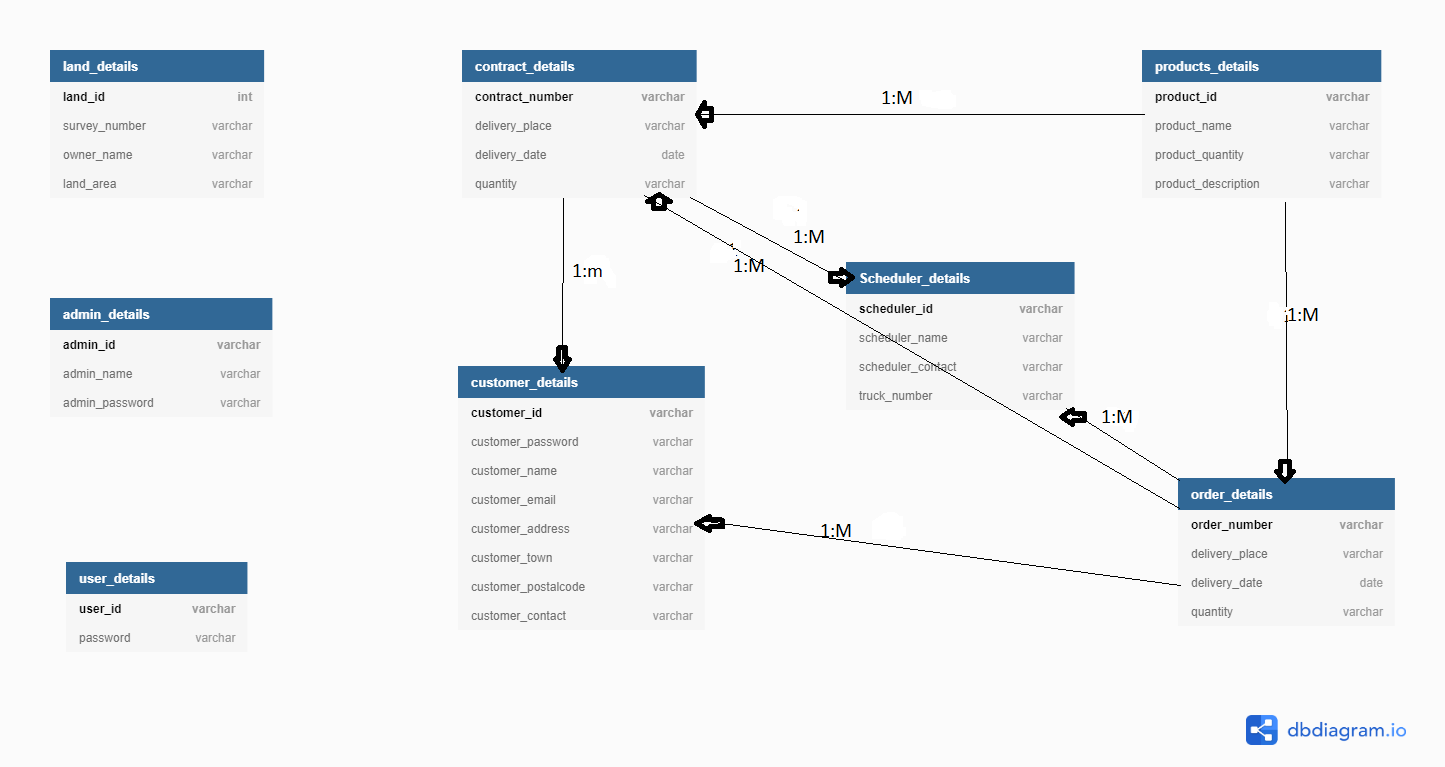 land_details
land_id int
survey_number varchar
owner_name varchar
land_area varchar
contract_details
contract_number varchar
delivery_place varchar
delivery_date date
quantity varchar
1:M
products_details
product_id varchar
product_name varchar
product_quantity varchar
product_description varchar
1:M
1:M
1:m
Scheduler_details
scheduler_id varchar
scheduler_name varchar
scheduler_contact varchar
truck_number varchar
1:M
admin_details
admin_id varchar
admin_name varchar
admin_password varchar
customer_details
customer_id varchar
customer_password varchar
customer_name varchar
customer_email varchar
customer_address varchar
customer_town varchar
customer_postalcode varchar
customer_contact varchar
1:M
1:M
order_details
order_number varchar
delivery_place varchar
delivery_date date
quantity varchar
user_details
user_id varchar
password varchar
dbdiagram.io